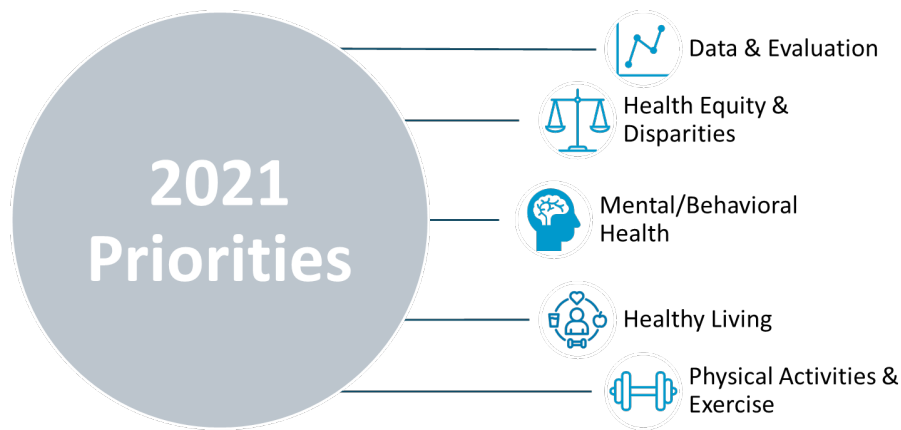 2021
Priorities
Data & Evaluation
Health Equity &
Disparities
Mental/Behavioral
Health
Healthy Living
Physical Activities &
Exercise